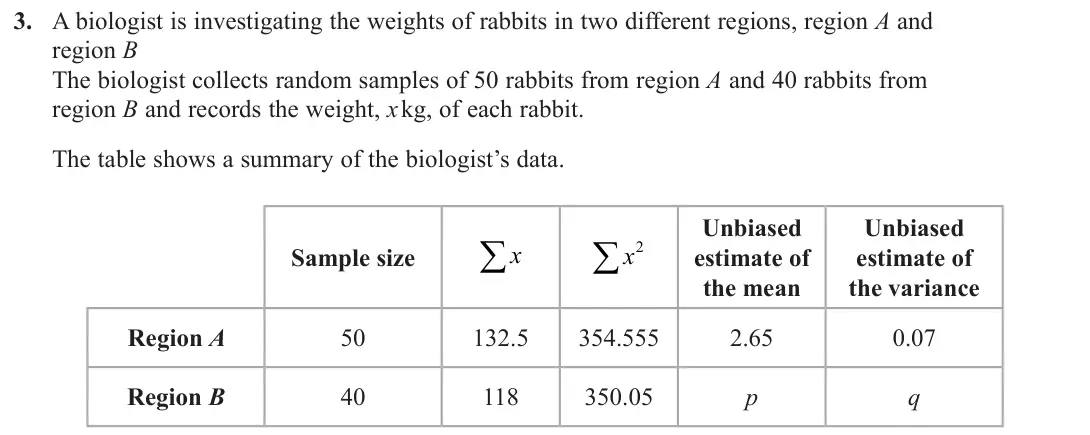 3. A biologist is investigating the weights of rabbits in two different regions, region A and
region B
The biologist collects random samples of 50 rabbits from region A and 40 rabbits from
region B and records the weight, x kg, of each rabbit.
The table shows a summary of the biologist’s data.
Sample size ∑x ∑x² Unbiased estimate of the mean Unbiased estimate of the variance
Region A 50 132.5 354.555 2.65 0.07
Region B 40 118 350.05 p q